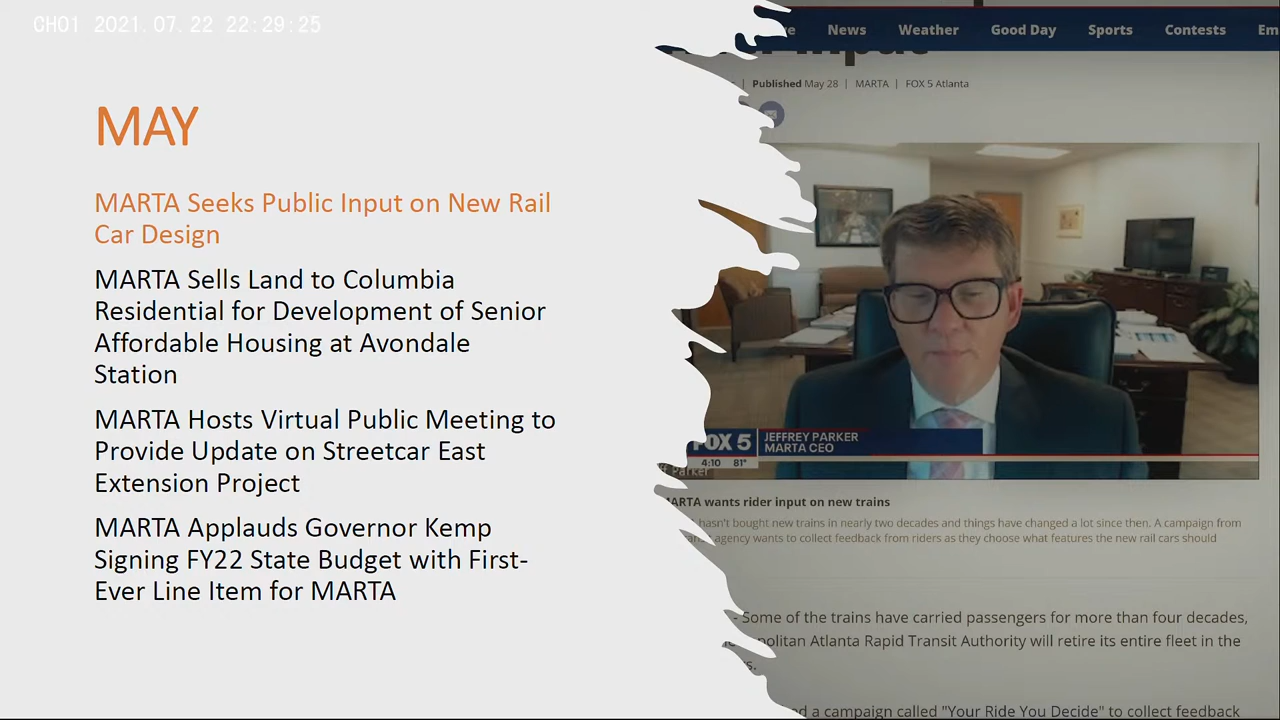 CH01 2021.07.22 22:29:25
MAY
MARTA Seeks Public Input on New Rail
Car Design
MARTA Sells Land to Columbia
Residential for Development of Senior
Affordable Housing at Avondale
Station
MARTA Hosts Virtual Public Meeting to
Provide Update on Streetcar East
Extension Project
MARTA Applauds Governor Kemp
Signing FY22 State Budget with First-
Ever Line Item for MARTA
News Weather Good Day Sports Contests Em
input
| Published May 28 | MARTA | FOX 5 Atlanta
FOX 5
JEFFREY PARKER
MARTA CEO
4:10 81°
Parker
MARTA wants rider input on new trains
hasn't bought new trains in nearly two decades and things have changed a lot since then. A campaign from
agency wants to collect feedback from riders as they choose what features the new rail cars should
- Some of the trains have carried passengers for more than four decades,
politan Atlanta Rapid Transit Authority will retire its entire fleet in the
a campaign called "Your Ride You Decide" to collect feedback